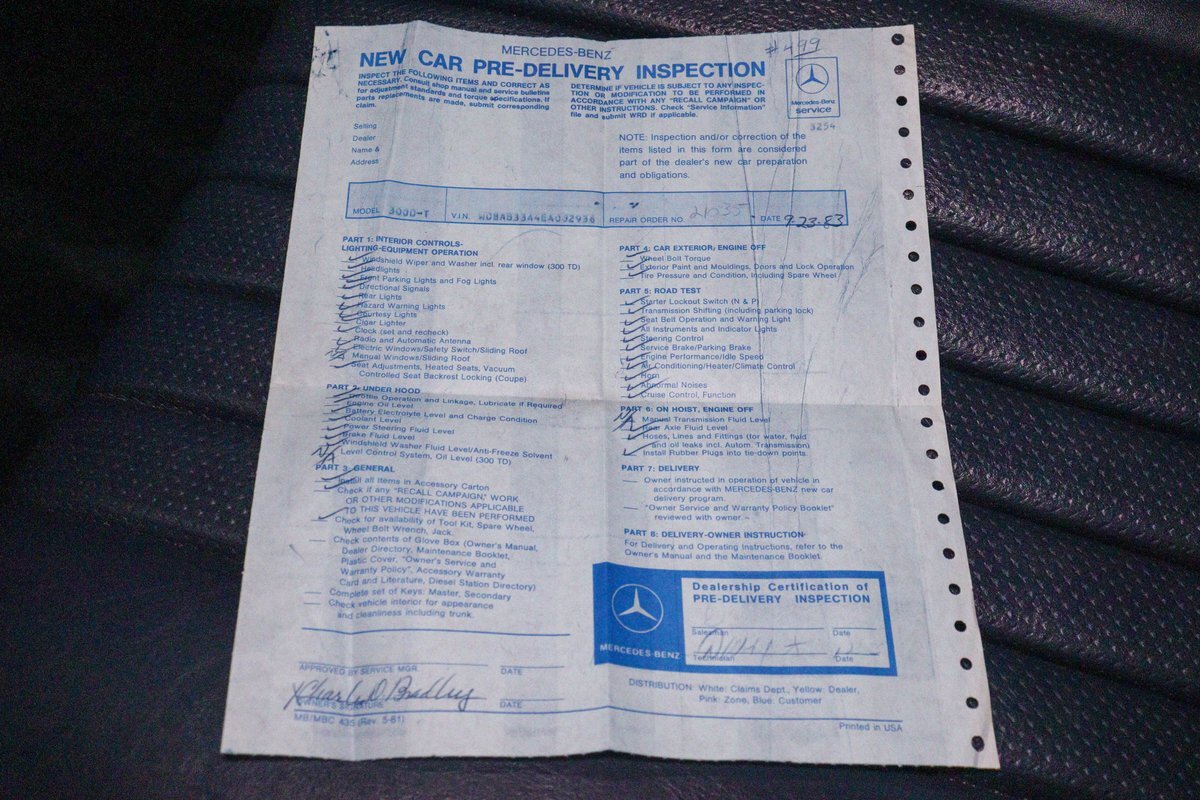 #499
MERCEDES-BENZ
NEW CAR PRE-DELIVERY INSPECTION
INSPECT THE FOLLOWING ITEMS AND CORRECT AS
NECESSARY. Consult shop manual and service bulletins
for adjustment standards and torque specifications. If
parts replacements are made, submit corresponding
claim.
DETERMINE IF VEHICLE IS SUBJECT TO ANY INSPEC-
TION OR MODIFICATION TO BE PERFORMED IN
ACCORDANCE WITH ANY "RECALL CAMPAIGN" OR
OTHER INSTRUCTIONS. Check "Service Information"
file and submit WRD if applicable.
Mercedes-Benz
service
3254
Selling
Dealer
Name &
Address
NOTE: Inspection and/or correction of the
items listed in this form are considered
part of the dealer's new car preparation
and obligations.
MODEL 300D-T V.I.N. REPAIR ORDER NO. 21035 DATE 9-23-83
PART 1: INTERIOR CONTROLS-
LIGHTING-EQUIPMENT OPERATION
Windshield Wiper and Washer incl. rear window (300 TD)
Headlights
Front Parking Lights and Fog Lights
Directional Signals
Rear Lights
Hazard Warning Lights
Courtesy Lights
Cigar Lighter
Clock (set and recheck)
Radio and Automatic Antenna
Electric Windows/Safety Switch/Sliding Roof
Manual Windows/Sliding Roof
Seat Adjustments, Heated Seats, Vacuum
Controlled Seat Backrest Locking (Coupe)
PART 2: UNDER HOOD
Throttle Operation and Linkage, Lubricate if Required
Engine Oil Level
Battery Electrolyte Level and Charge Condition
Coolant Level
Power Steering Fluid Level
Brake Fluid Level
Windshield Washer Fluid Level/Anti-Freeze Solvent
N/A Level Control System, Oil Level (300 TD)
PART 3: GENERAL
Install all Items in Accessory Carton
Check if any "RECALL CAMPAIGN," WORK
OR OTHER MODIFICATIONS APPLICABLE
TO THIS VEHICLE HAVE BEEN PERFORMED
Check for availability of Tool Kit, Spare Wheel,
Wheel Bolt Wrench, Jack.
Check contents of Glove Box (Owner's Manual,
Dealer Directory, Maintenance Booklet,
Plastic Cover, "Owner's Service and
Warranty Policy", Accessory Warranty
Card and Literature, Diesel Station Directory)
Complete set of Keys: Master, Secondary
Check vehicle interior for appearance
and cleanliness including trunk.
APPROVED BY SERVICE MGR. DATE
Charly D. Bradley
OWNER'S SIGNATURE DATE
MB/MBC 435 (Rev. 5-81)
PART 4: CAR EXTERIOR, ENGINE OFF
Wheel Bolt Torque
Exterior Paint and Mouldings, Doors and Lock Operation
Tire Pressure and Condition, Including Spare Wheel
PART 5: ROAD TEST
Starter Lockout Switch (N & P)
Transmission Shifting (including parking lock)
Seat Belt Operation and Warning Light
All Instruments and Indicator Lights
Steering Control
Service Brake/Parking Brake
Engine Performance/Idle Speed
Air Conditioning/Heater/Climate Control
Horn
Abnormal Noises
Cruise Control, Function
PART 6: ON HOIST, ENGINE OFF
N/A Manual Transmission Fluid Level
Rear Axle Fluid Level
Hoses, Lines and Fittings (for water, fluid
and oil leaks incl. Autom. Transmission)
Install Rubber Plugs into tie-down points.
PART 7: DELIVERY
Owner instructed in operation of vehicle in
accordance with MERCEDES-BENZ new car
delivery program.
"Owner Service and Warranty Policy Booklet"
reviewed with owner.
PART 8: DELIVERY-OWNER INSTRUCTION-
For Delivery and Operating Instructions, refer to the
Owner's Manual and the Maintenance Booklet.
MERCEDES-BENZ
Dealership Certification of
PRE-DELIVERY INSPECTION
Salesman Date
Technician Date
DISTRIBUTION: White: Claims Dept., Yellow: Dealer,
Pink: Zone, Blue: Customer
Printed in USA